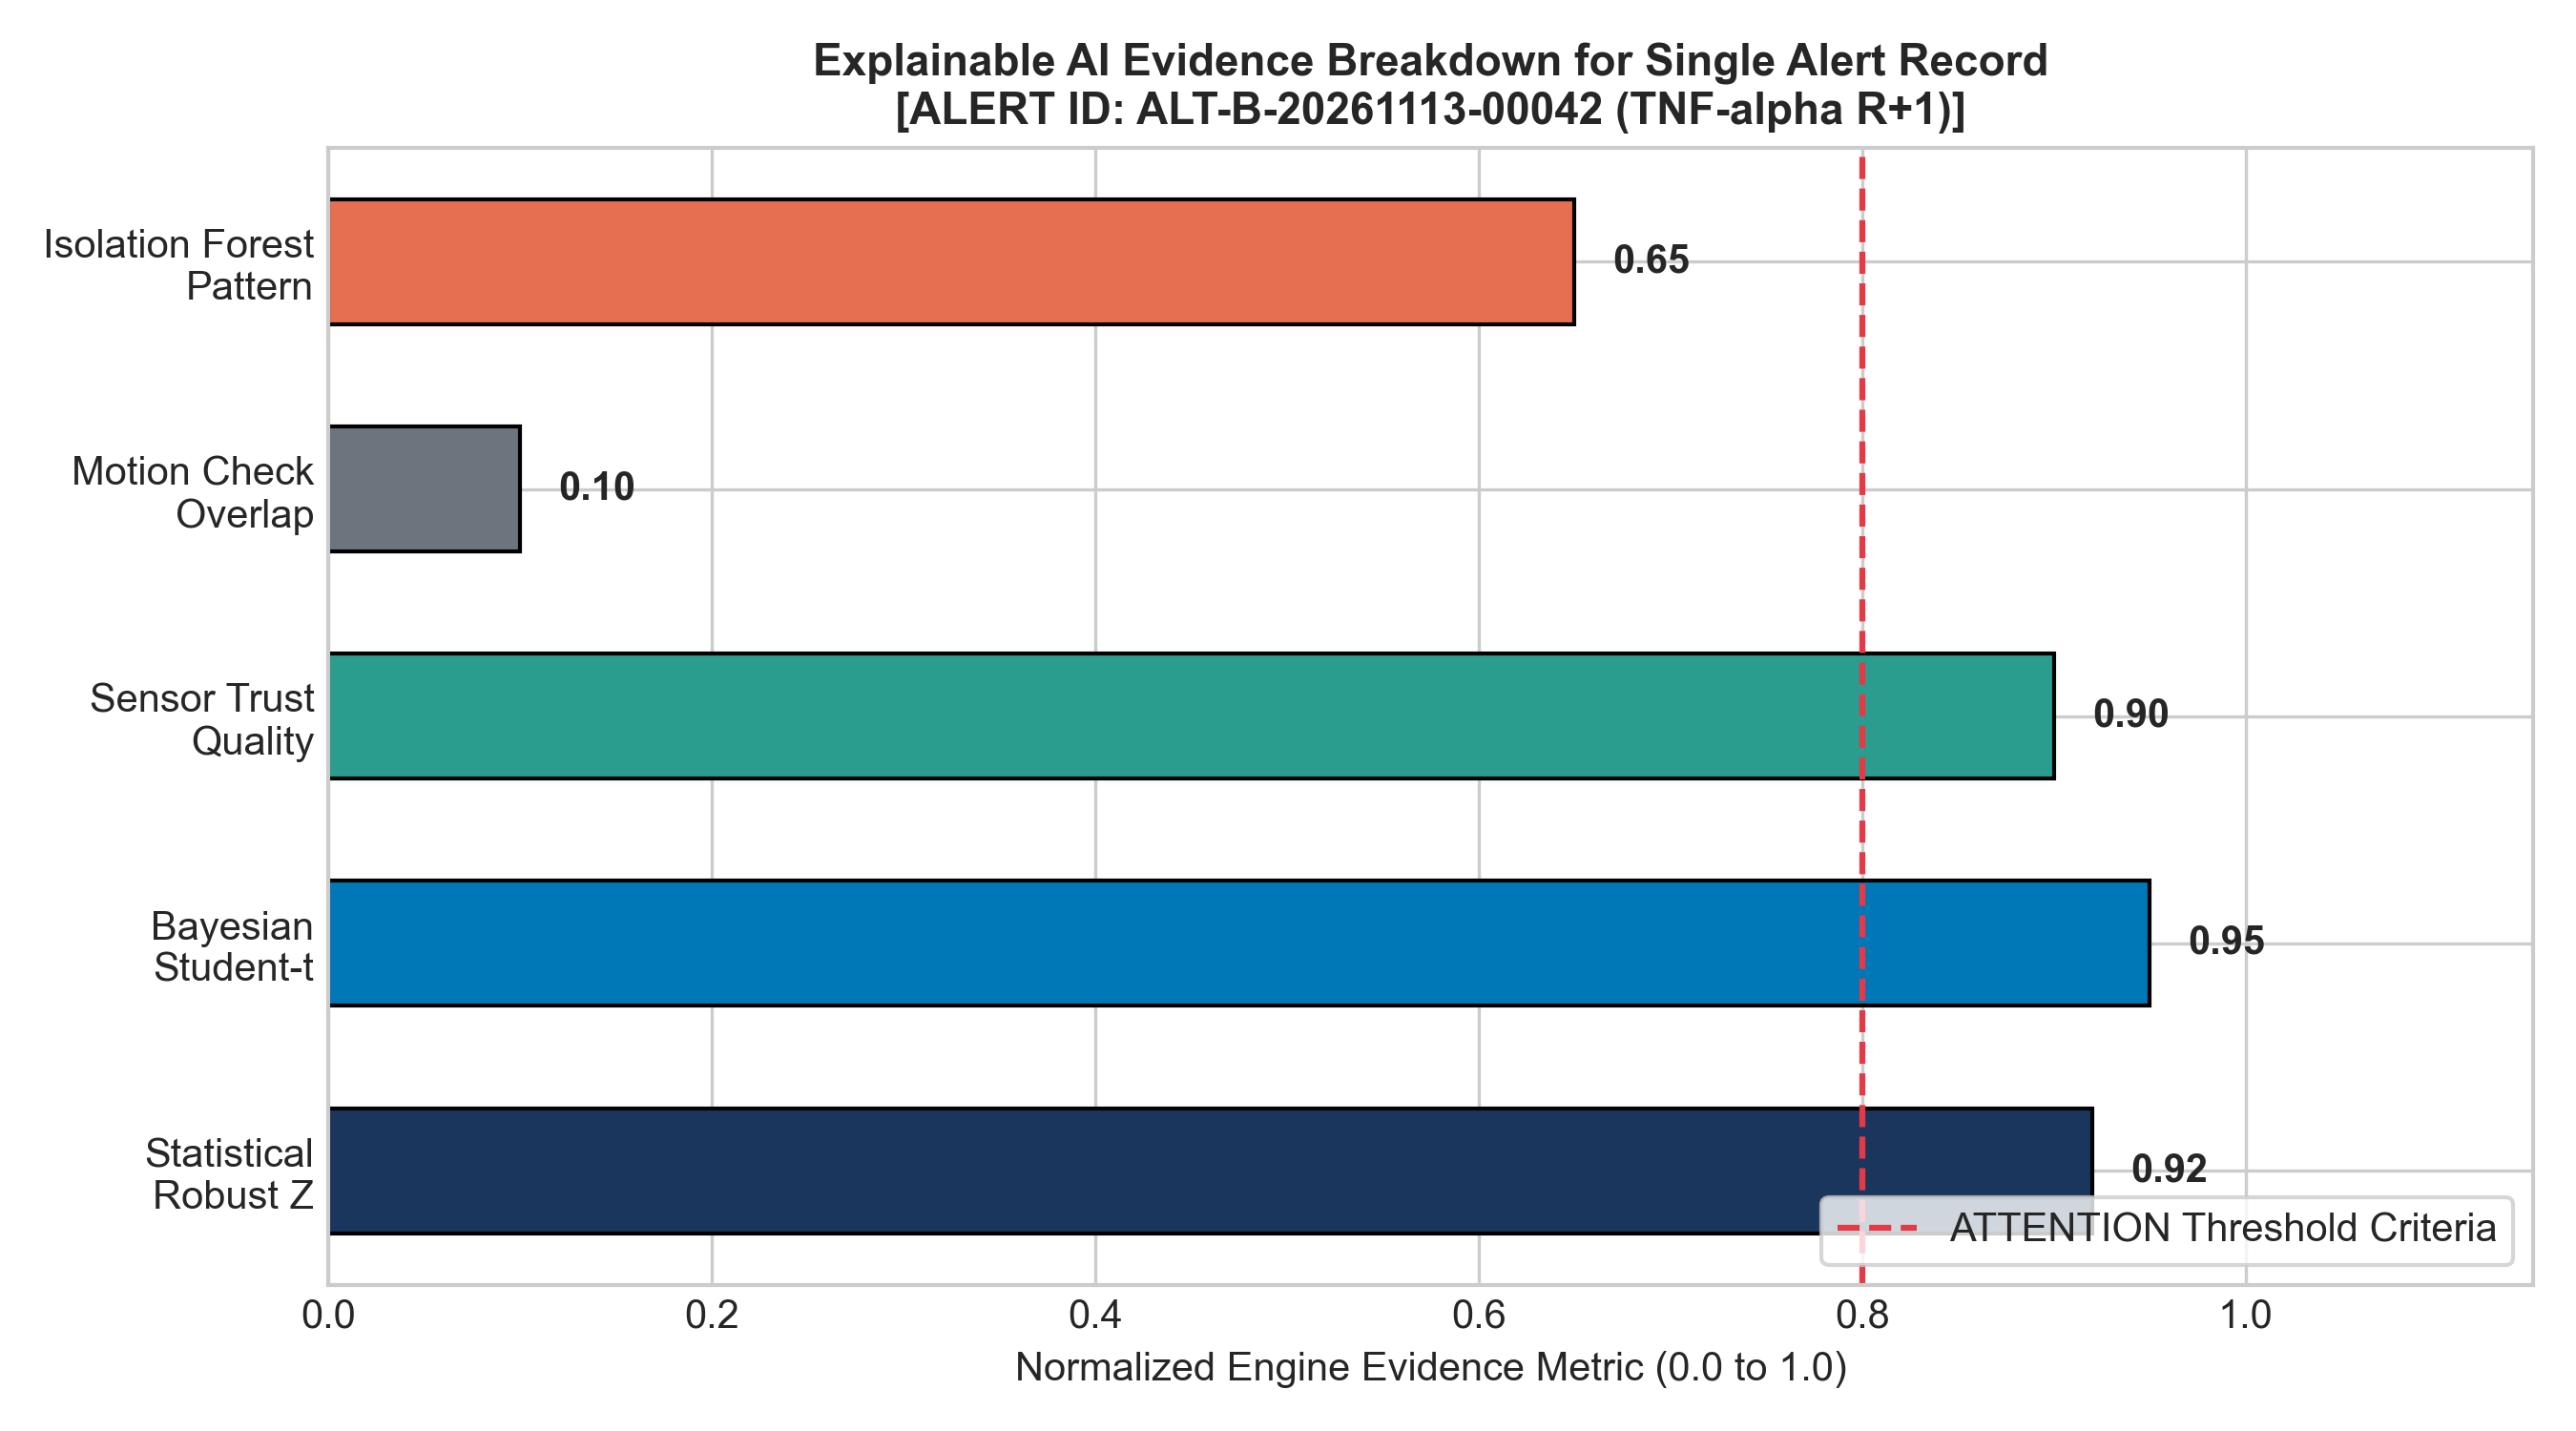 Explainable AI Evidence Breakdown for Single Alert Record
[ALERT ID: ALT-B-20261113-00042 (TNF-alpha R+1)]
Isolation Forest
Pattern
0.65
Motion Check
Overlap
0.10
Sensor Trust
Quality
0.90
Bayesian
Student-t
0.95
Statistical
Robust Z
0.92
ATTENTION Threshold Criteria
0.0 0.2 0.4 0.6 0.8 1.0
Normalized Engine Evidence Metric (0.0 to 1.0)